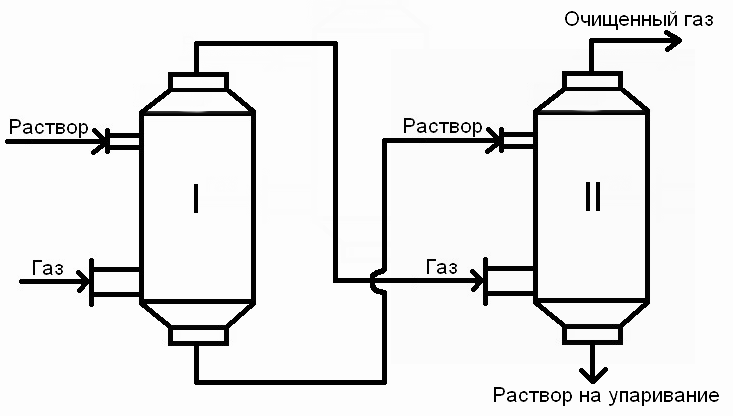 Очищенный газ
Раствор
Раствор
I
II
Газ
Газ
Раствор на упаривание